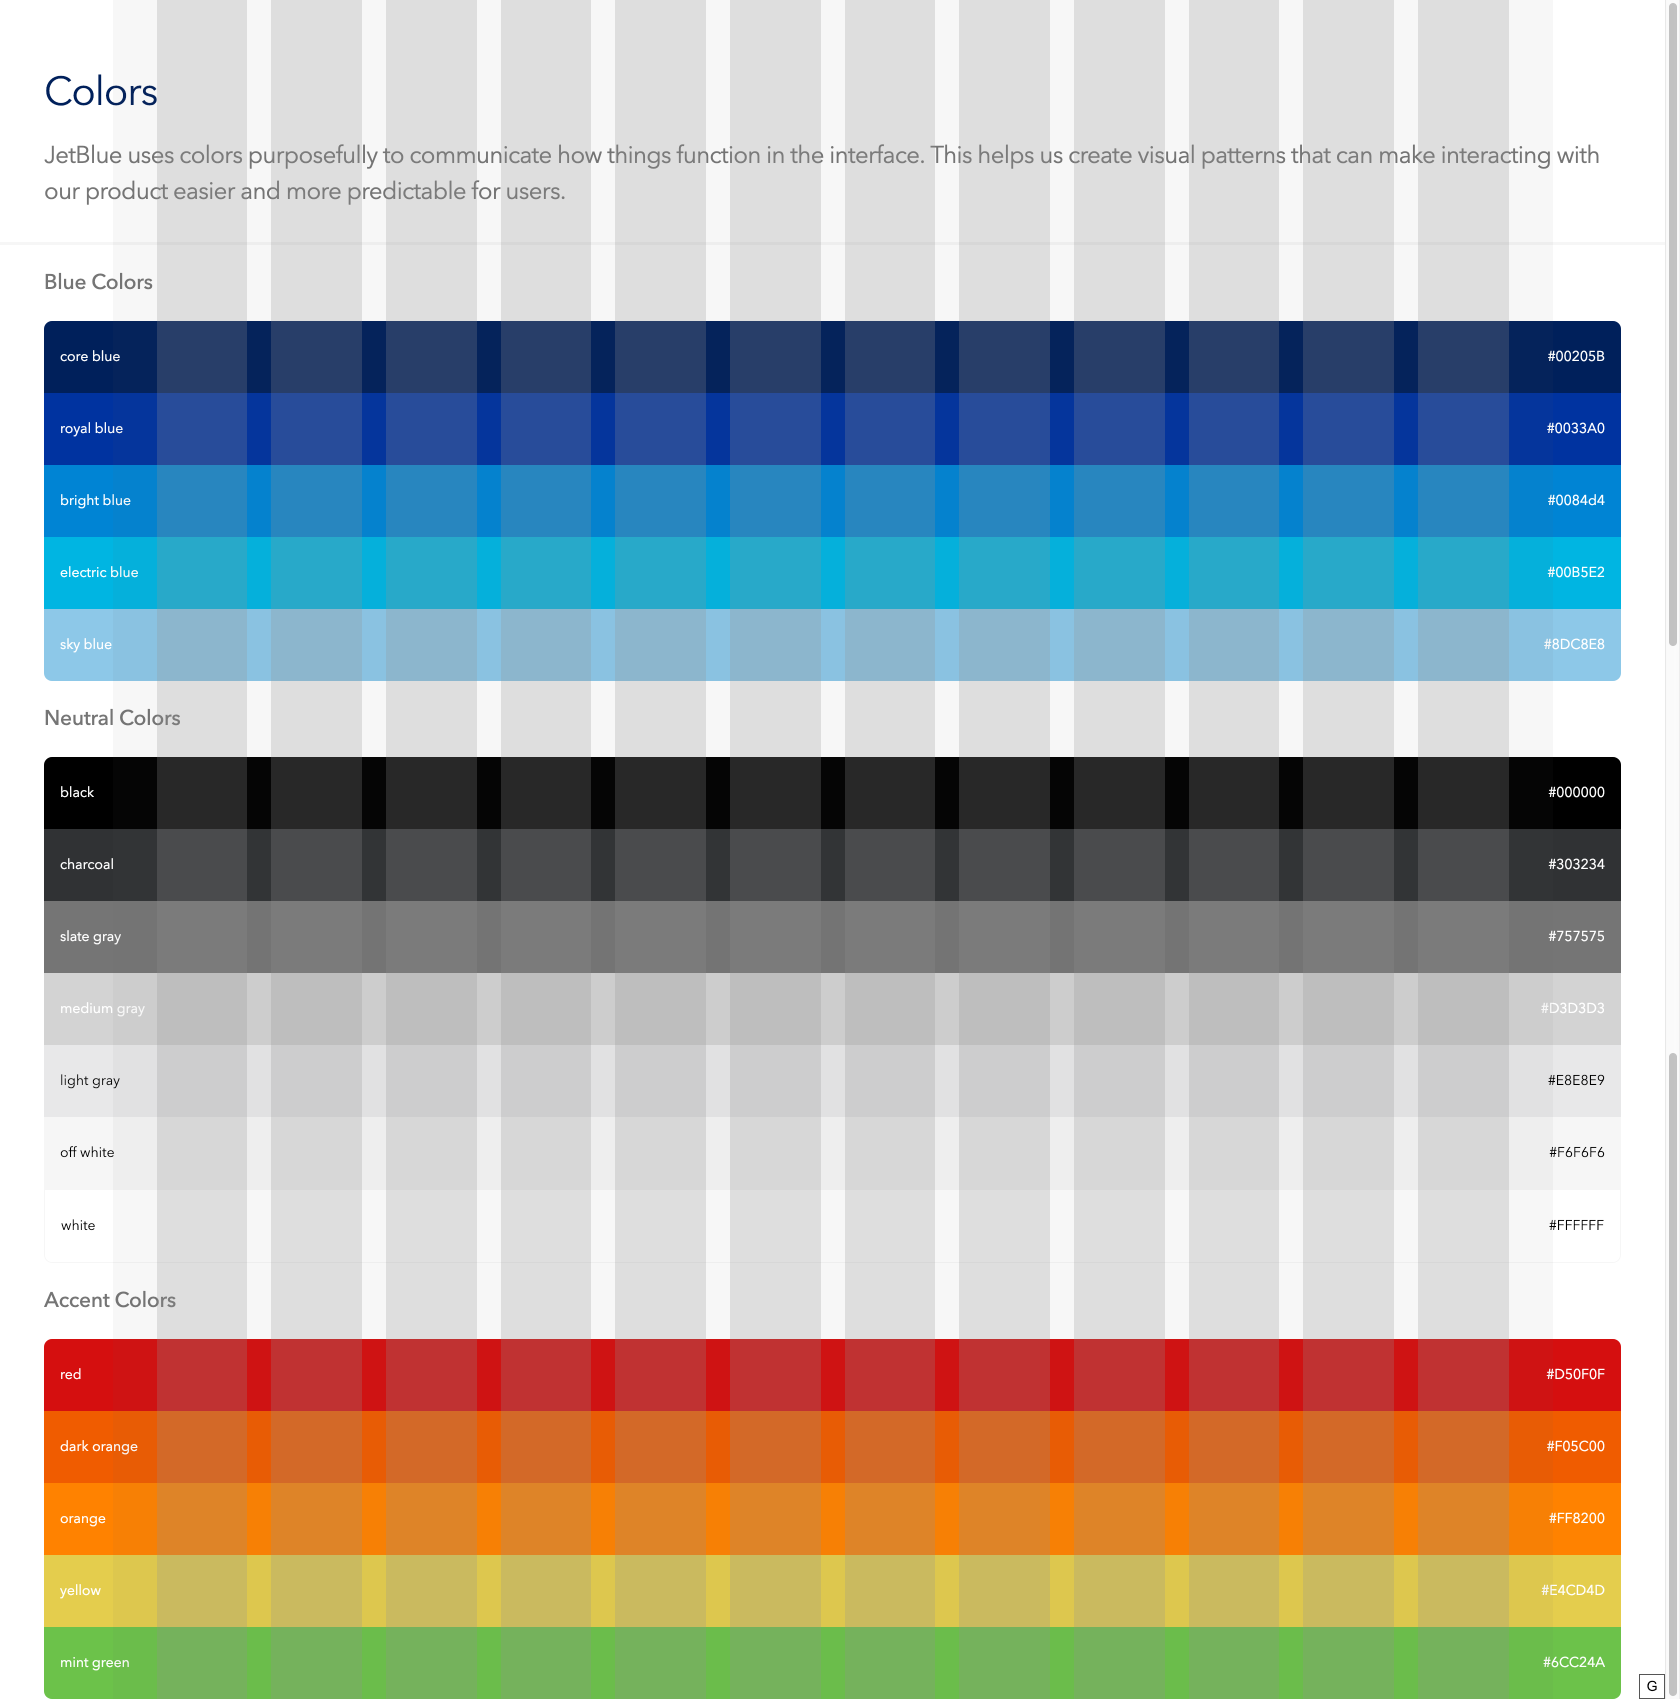 Colors
JetBlue uses colors purposefully to communicate how things function in the interface. This helps us create visual patterns that can make interacting with
our product easier and more predictable for users.
Blue Colors
core blue #00205B
royal blue #0033A0
bright blue #0084d4
electric blue #00B5E2
sky blue #8DC8E8
Neutral Colors
black #000000
charcoal #303234
slate gray #757575
medium gray #D3D3D3
light gray #E8E8E9
off white #F6F6F6
white #FFFFFF
Accent Colors
red #D50F0F
dark orange #F05C00
orange #FF8200
yellow #E4CD4D
mint green #6CC24A
G